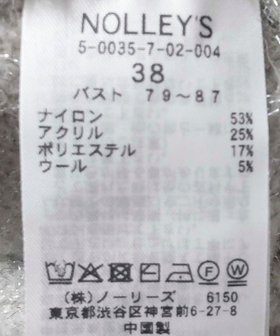 NOLLEY'S
5-0035-7-02-004
38
バスト 79～87
ナイロン 53%
アクリル 25%
ポリエステル 17%
ウール 5%
(株)ノーリーズ 6150
東京都渋谷区神宮前6-27-8
中国製